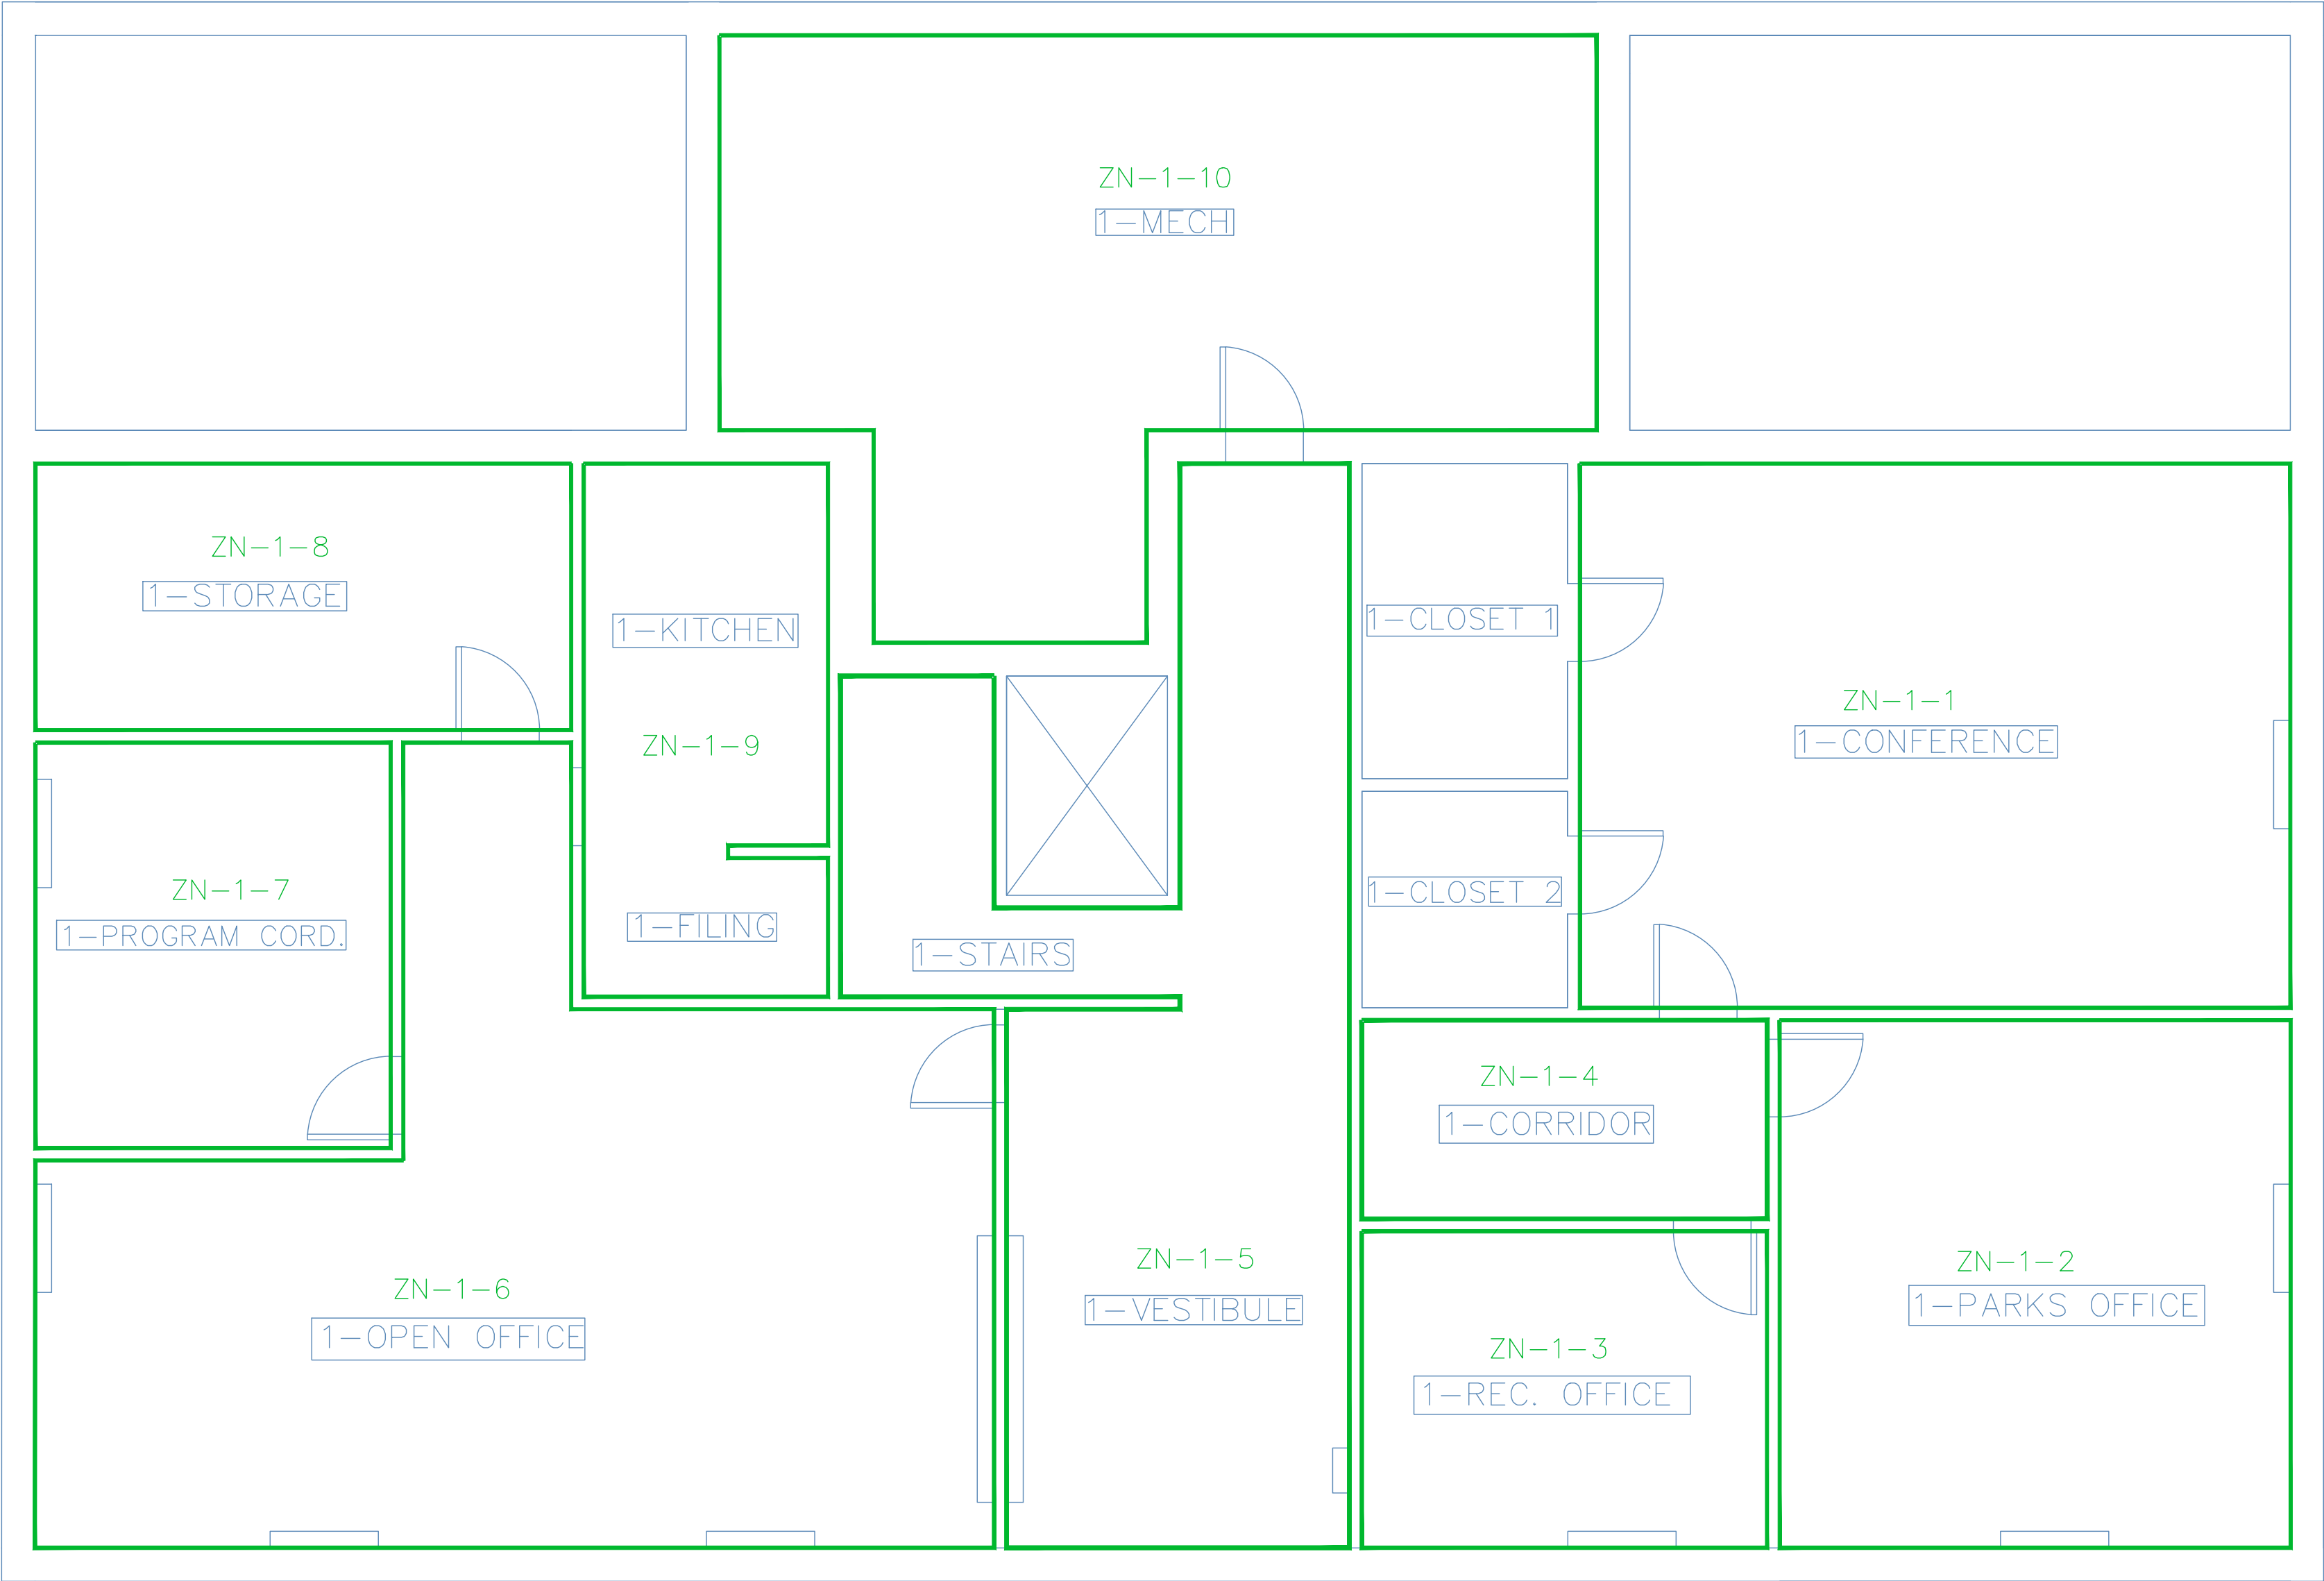 ZN-1-10
1-MECH
ZN-1-8
1-STORAGE
1-KITCHEN
ZN-1-9
1-FILING
1-CLOSET 1
1-CLOSET 2
ZN-1-1
1-CONFERENCE
ZN-1-7
1-PROGRAM CORD.
1-STAIRS
ZN-1-4
1-CORRIDOR
ZN-1-6
1-OPEN OFFICE
ZN-1-5
1-VESTIBULE
ZN-1-3
1-REC. OFFICE
ZN-1-2
1-PARKS OFFICE